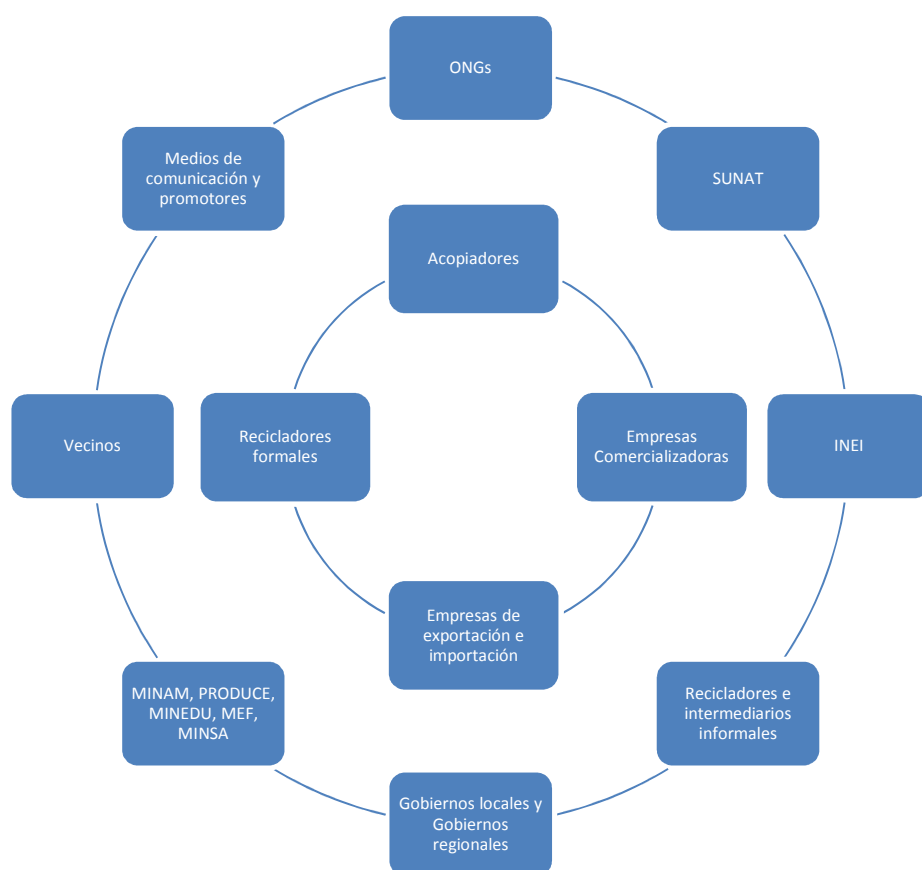 ONGs
Medios de
comunicación y
promotores
SUNAT
Acopiadores
Vecinos
Recicladores
formales
Empresas
Comercializadoras
INEI
Empresas de
exportación e
importación
MINAM, PRODUCE,
MINEDU, MEF,
MINSA
Recicladores e
intermediarios
informales
Gobiernos locales y
Gobiernos
regionales